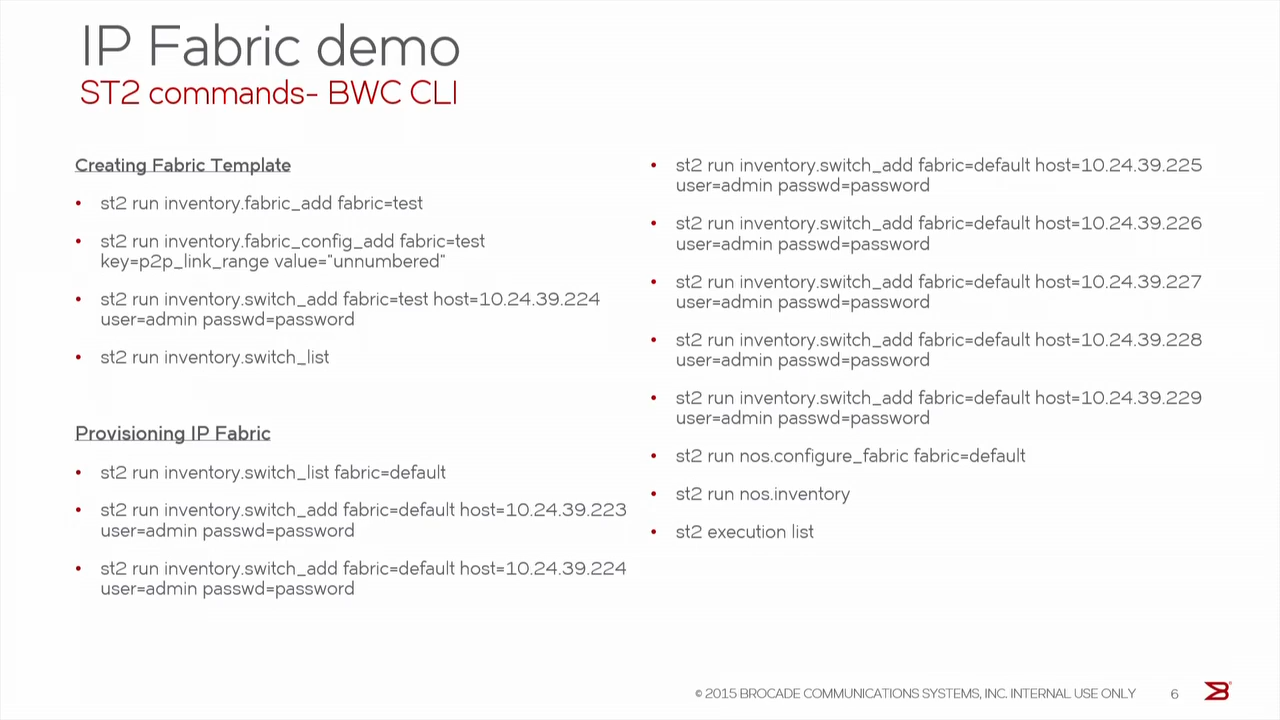 IP Fabric demo
ST2 commands- BWC CLI
Creating Fabric Template
• st2 run inventory.fabric_add fabric=test
• st2 run inventory.fabric_config_add fabric=test
key=p2p_link_range value="unnumbered"
• st2 run inventory.switch_add fabric=test host=10.24.39.224
user=admin passwd=password
• st2 run inventory.switch_list
Provisioning IP Fabric
• st2 run inventory.switch_list fabric=default
• st2 run inventory.switch_add fabric=default host=10.24.39.223
user=admin passwd=password
• st2 run inventory.switch_add fabric=default host=10.24.39.224
user=admin passwd=password
• st2 run inventory.switch_add fabric=default host=10.24.39.225
user=admin passwd=password
• st2 run inventory.switch_add fabric=default host=10.24.39.226
user=admin passwd=password
• st2 run inventory.switch_add fabric=default host=10.24.39.227
user=admin passwd=password
• st2 run inventory.switch_add fabric=default host=10.24.39.228
user=admin passwd=password
• st2 run inventory.switch_add fabric=default host=10.24.39.229
user=admin passwd=password
• st2 run nos.configure_fabric fabric=default
• st2 run nos.inventory
• st2 execution list
© 2015 BROCADE COMMUNICATIONS SYSTEMS, INC. INTERNAL USE ONLY 6